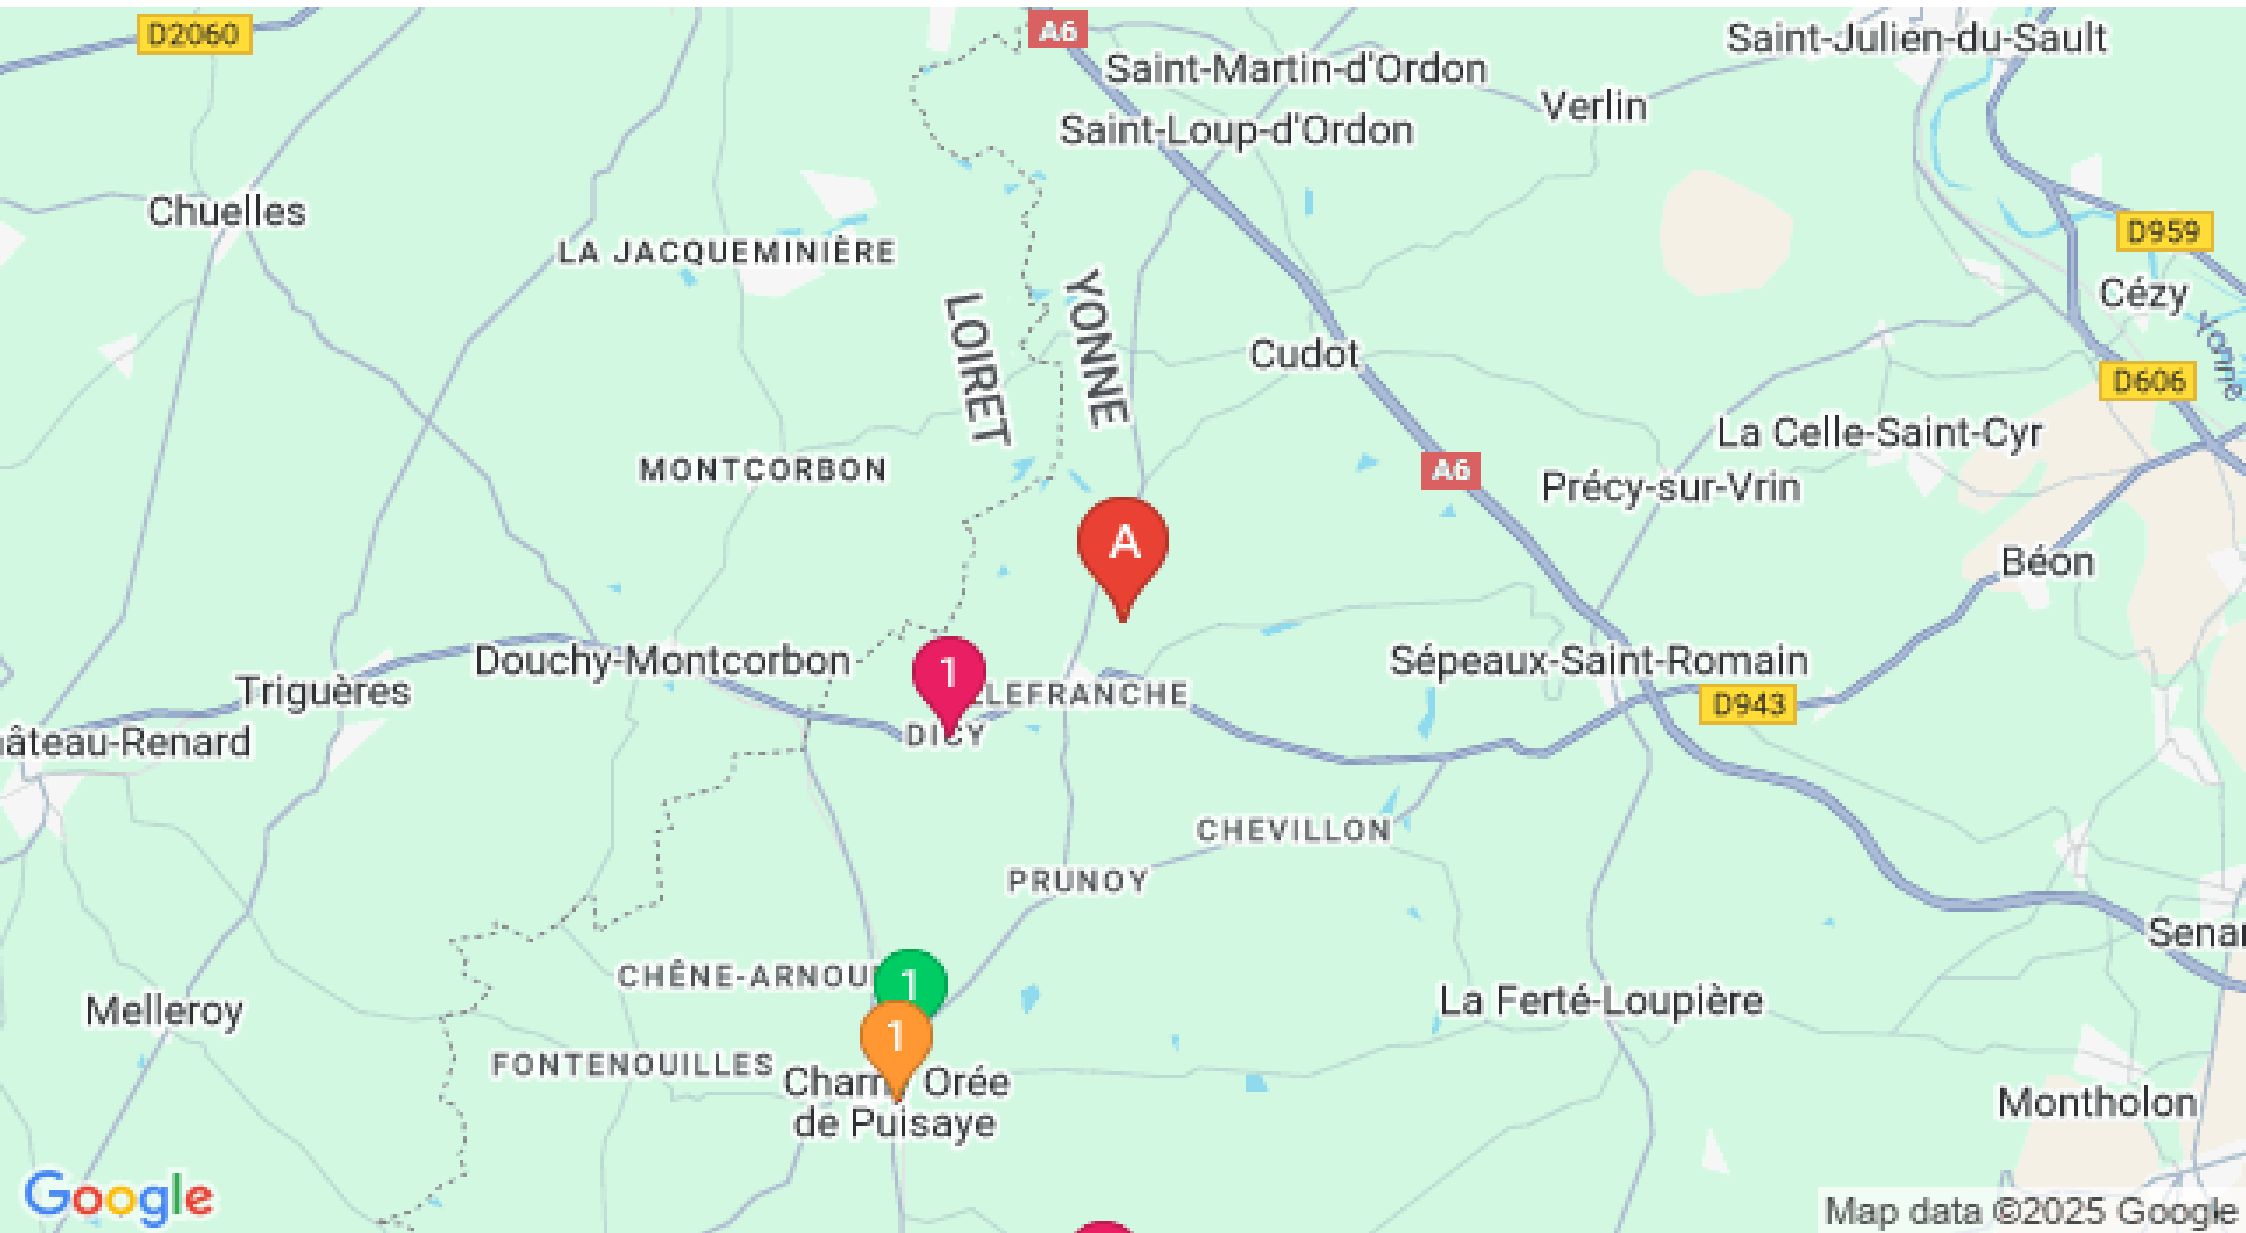 D2060
A6
Saint-Julien-du-Sault
Saint-Martin-d'Ordon
Verlin
Saint-Loup-d'Ordon
Chuelles
D959
LA JACQUEMINIÈRE
Cézy
LOIRET
YONNE
Yonne
Cudot
D606
La Celle-Saint-Cyr
MONTCORBON
A6
Précy-sur-Vrin
A
Béon
Douchy-Montcorbon
1
Sépeaux-Saint-Romain
Triguères
LEFRANCHE
D943
DICY
âteau-Renard
CHEVILLON
PRUNOY
Senan
CHÊNE-ARNOU
1
Melleroy
La Ferté-Loupière
1
FONTENOUILLES
Charny Orée
de Puisaye
Montholon
Google
Map data ©2025 Google